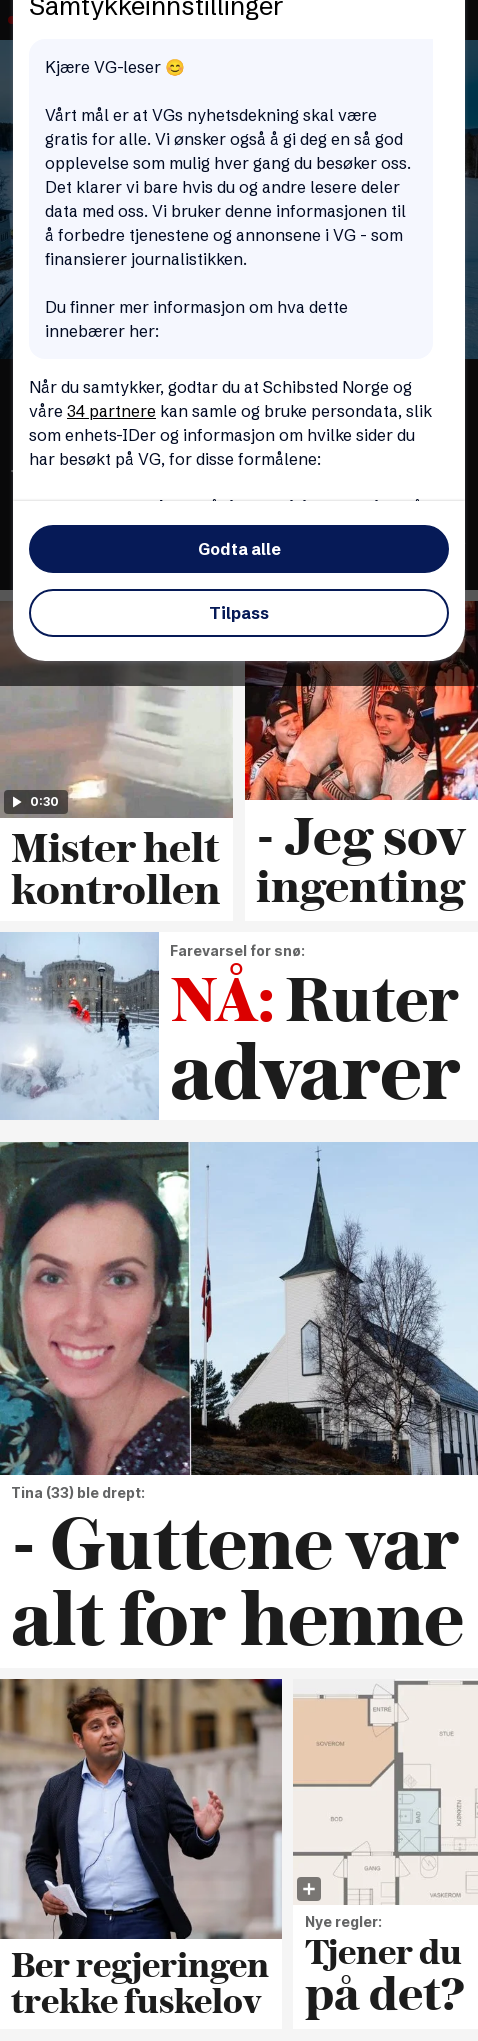 Samtykkeinnstillinger
Kjære VG-leser 😊
Vårt mål er at VGs nyhetsdekning skal være
gratis for alle. Vi ønsker også å gi deg en så god
opplevelse som mulig hver gang du besøker oss.
Det klarer vi bare hvis du og andre lesere deler
data med oss. Vi bruker denne informasjonen til
å forbedre tjenestene og annonsene i VG - som
finansierer journalistikken.
Du finner mer informasjon om hva dette
innebærer her:
Når du samtykker, godtar du at Schibsted Norge og
våre 34 partnere kan samle og bruke persondata, slik
som enhets-IDer og informasjon om hvilke sider du
har besøkt på VG, for disse formålene:
Godta alle
Tilpass
0:30
Mister helt
kontrollen
- Jeg sov
ingenting
Farevarsel for snø:
NÅ: Ruter
advarer
Tina (33) ble drept:
- Guttene var
alt for henne
Ber regjeringen
trekke fuskelov
ENTRÉ
SOVEROM
STUE
BOD
BAD
KJØKKEN
GANG
VASKEROM
Nye regler:
Tjener du
på det?